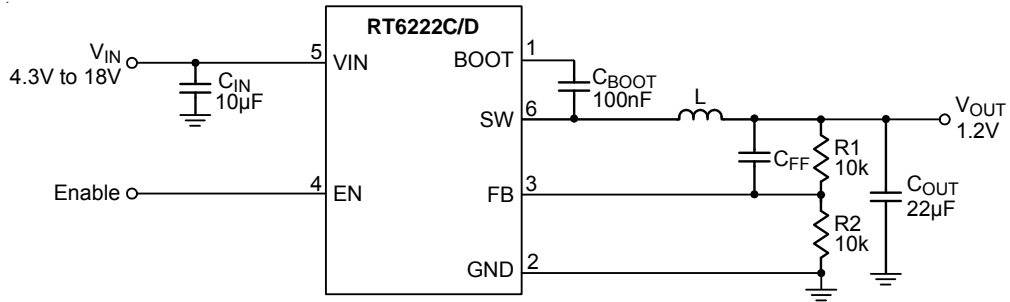 RT6222C/D
VIN
4.3V to 18V
CIN
10µF
5
VIN
BOOT
1
CBOOT
100nF
SW
6
L
VOUT
1.2V
CFF
R1
10k
COUT
22µF
Enable
4
EN
FB
3
R2
10k
GND
2